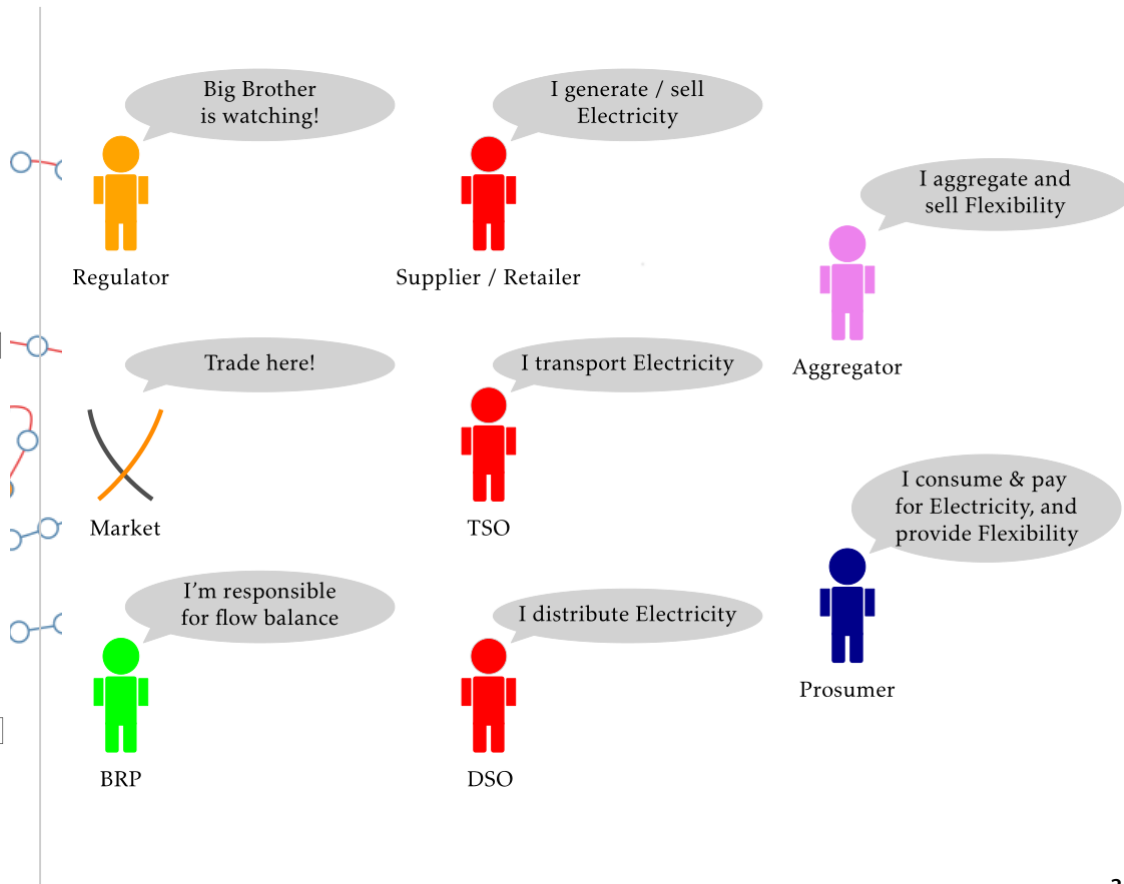 Big Brother
is watching!
Regulator
I generate / sell
Electricity
Supplier / Retailer
I aggregate and
sell Flexibility
Aggregator
Trade here!
Market
I transport Electricity
TSO
I consume & pay
for Electricity, and
provide Flexibility
Prosumer
I'm responsible
for flow balance
BRP
I distribute Electricity
DSO